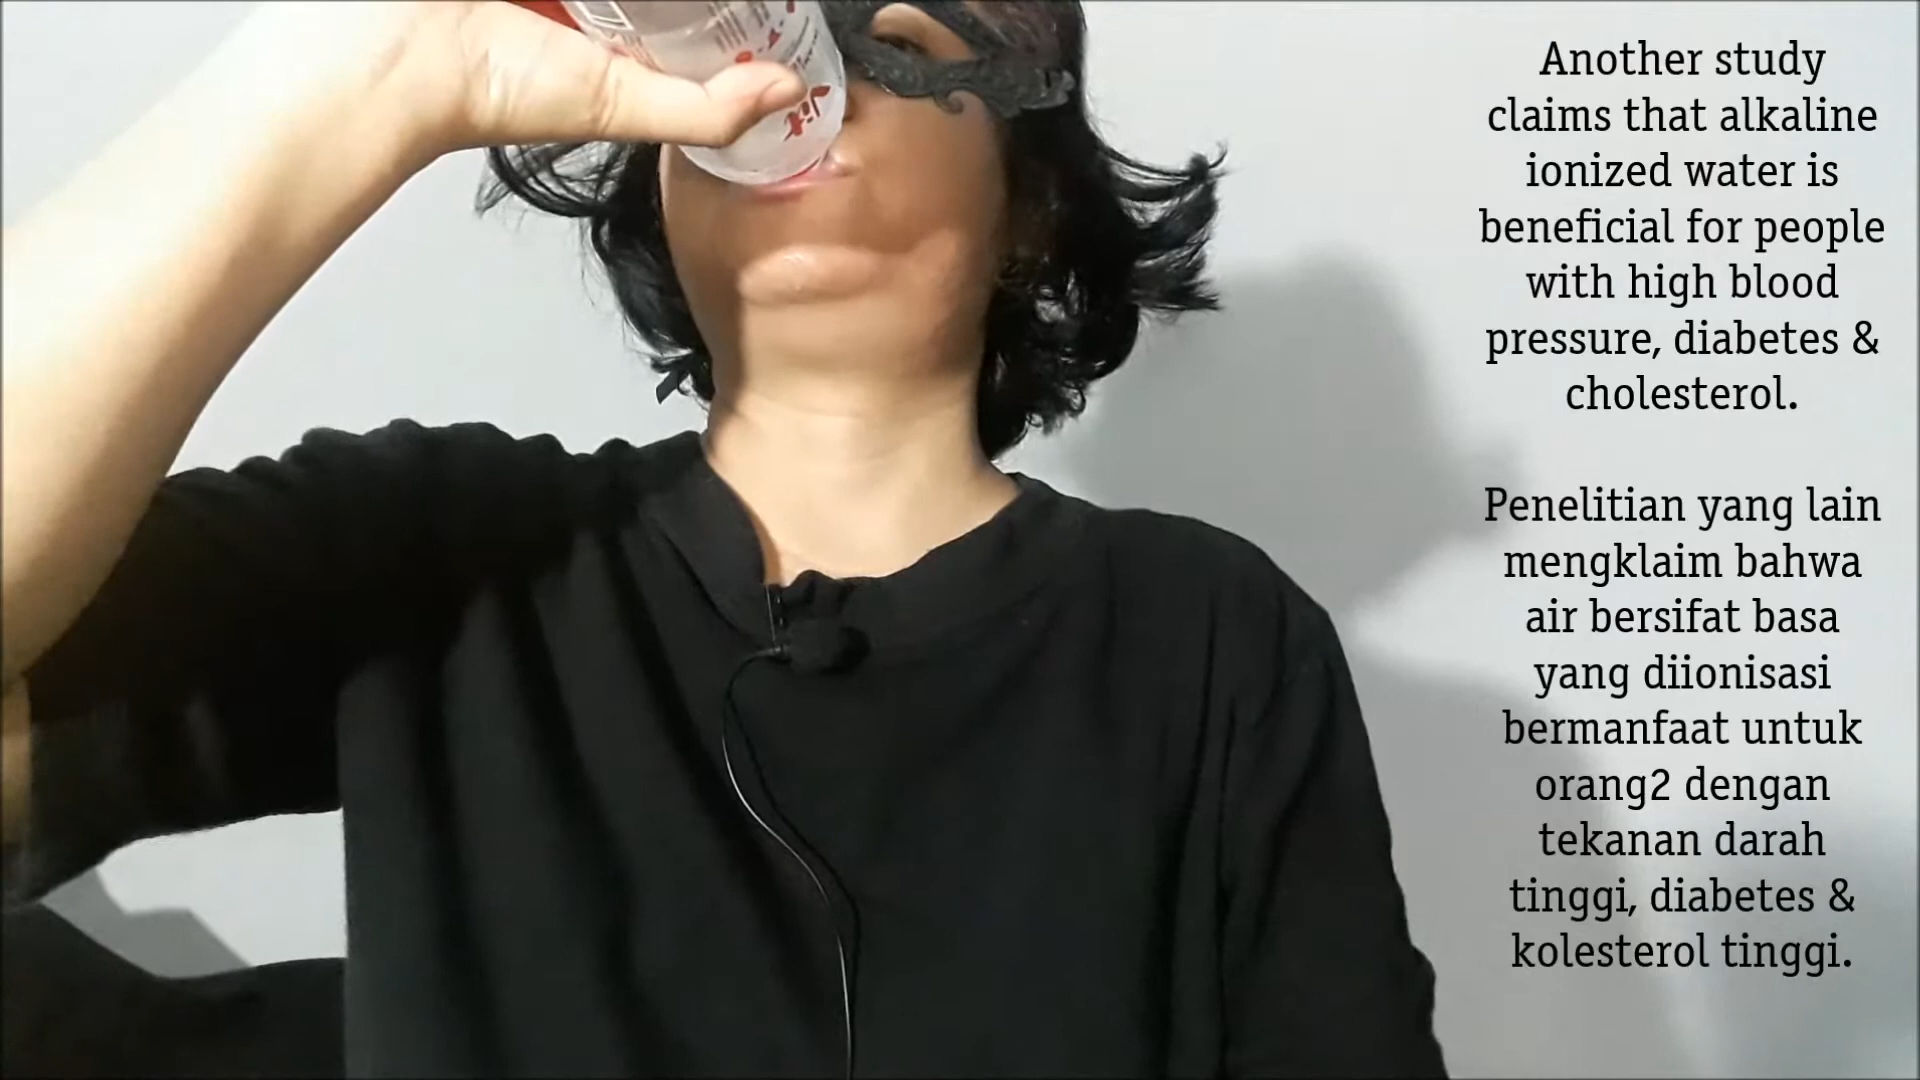 Another study
claims that alkaline
ionized water is
beneficial for people
with high blood
pressure, diabetes &
cholesterol.
Penelitian yang lain
mengklaim bahwa
air bersifat basa
yang diionisasi
bermanfaat untuk
orang2 dengan
tekanan darah
tinggi, diabetes &
kolesterol tinggi.